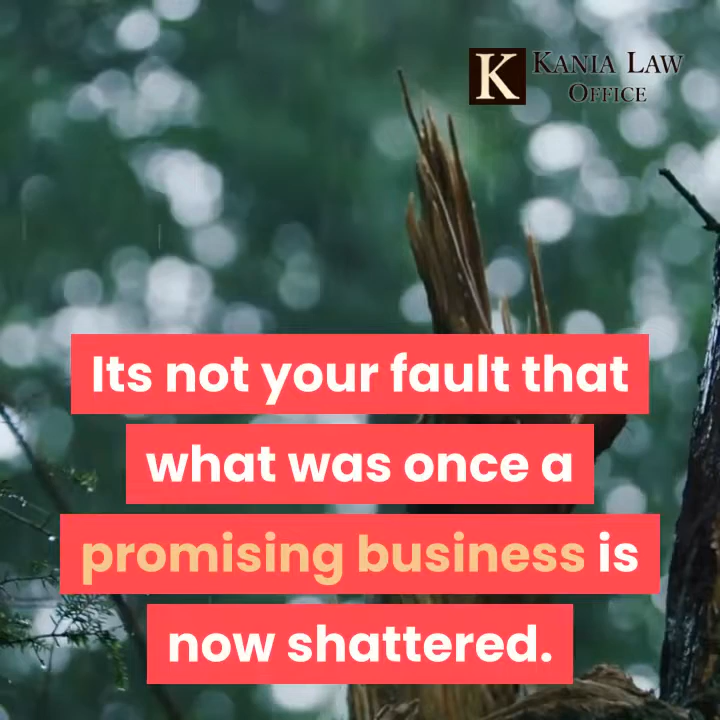 K
KANIA LAW
OFFICE
Its not your fault that
what was once a
promising business is
now shattered.